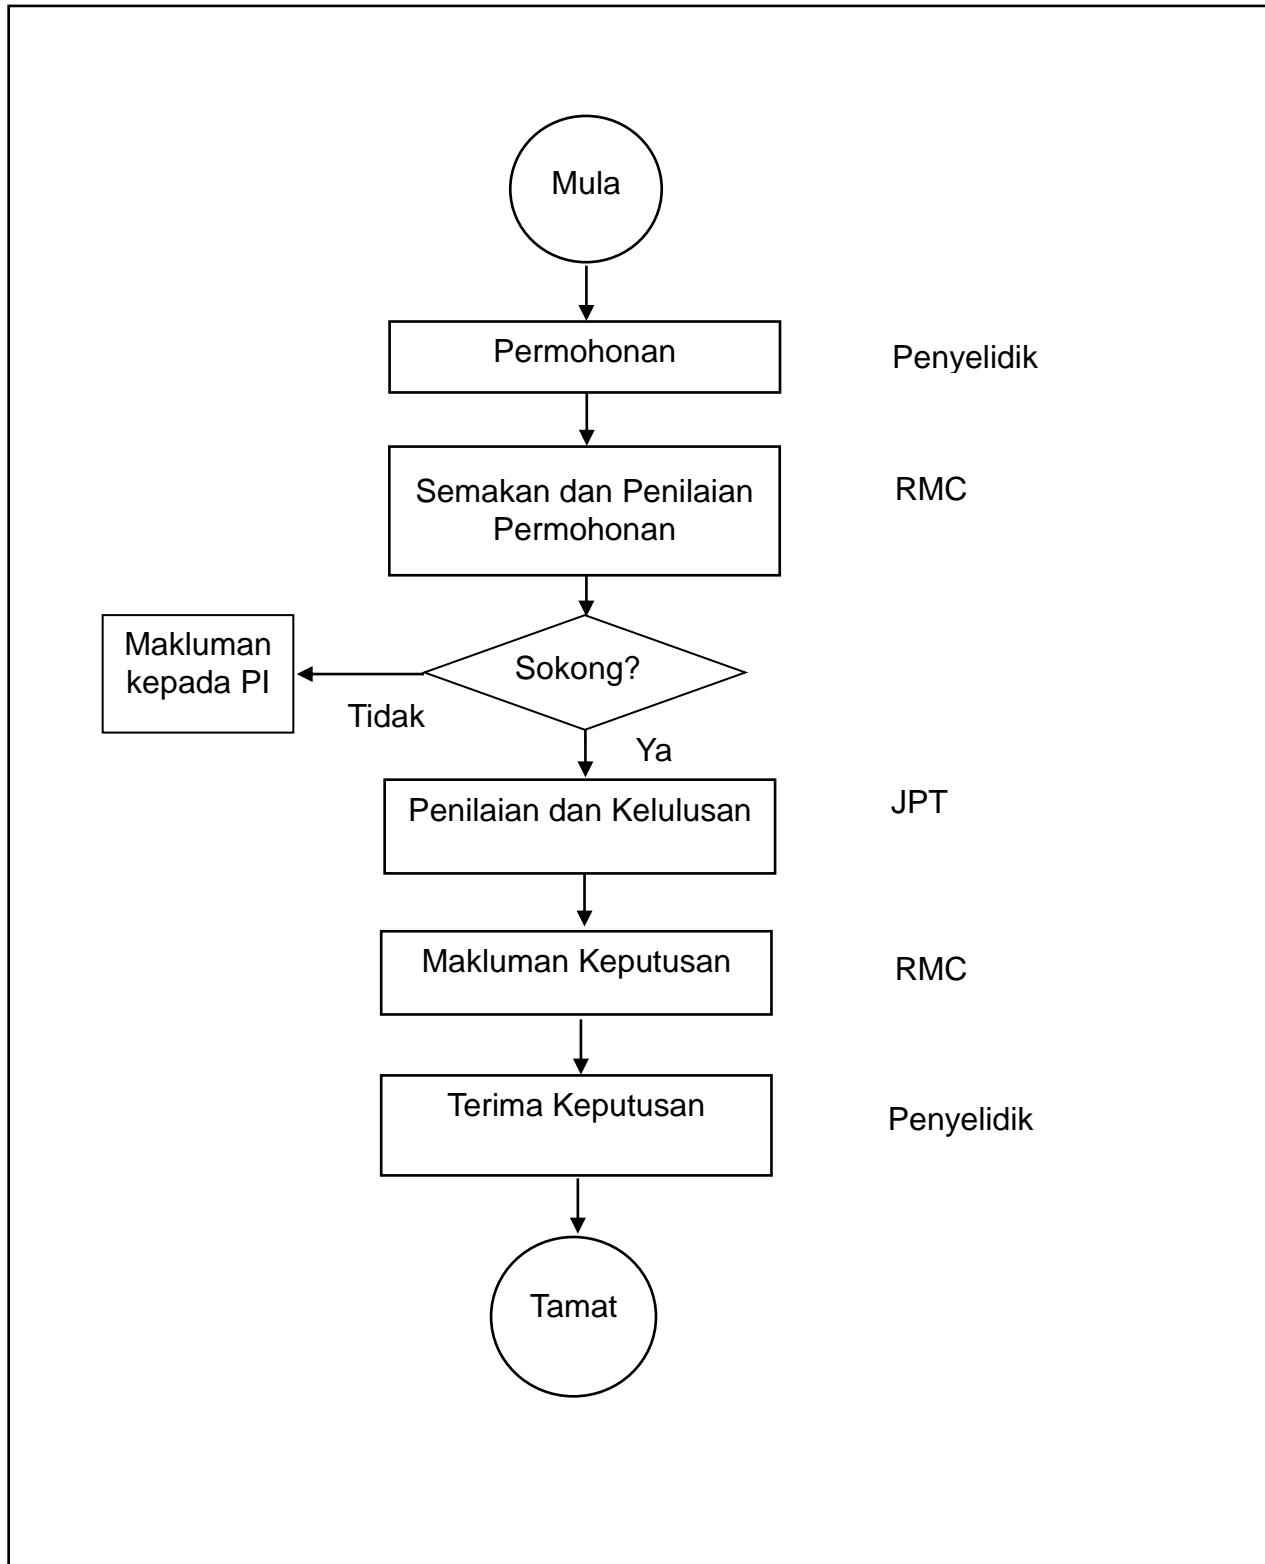 Mula
Permohonan
Penyelidik
Semakan dan Penilaian
Permohonan
RMC
Makluman
kepada PI
Sokong?
Tidak
Ya
Penilaian dan Kelulusan
JPT
Makluman Keputusan
RMC
Terima Keputusan
Penyelidik
Tamat